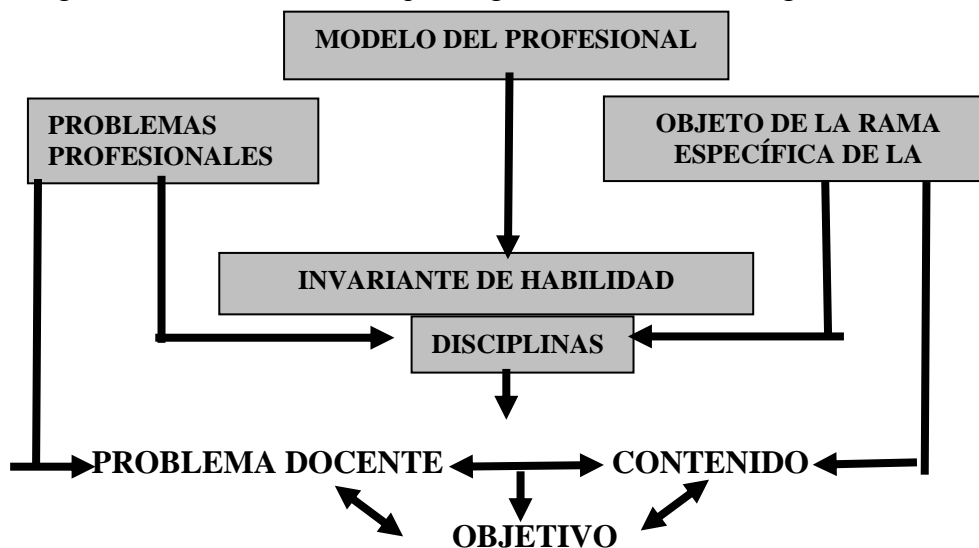 MODELO DEL PROFESIONAL
PROBLEMAS
PROFESIONALES
OBJETO DE LA RAMA
ESPECÍFICA DE LA
INVARIANTE DE HABILIDAD
DISCIPLINAS
PROBLEMA DOCENTE
CONTENIDO
OBJETIVO